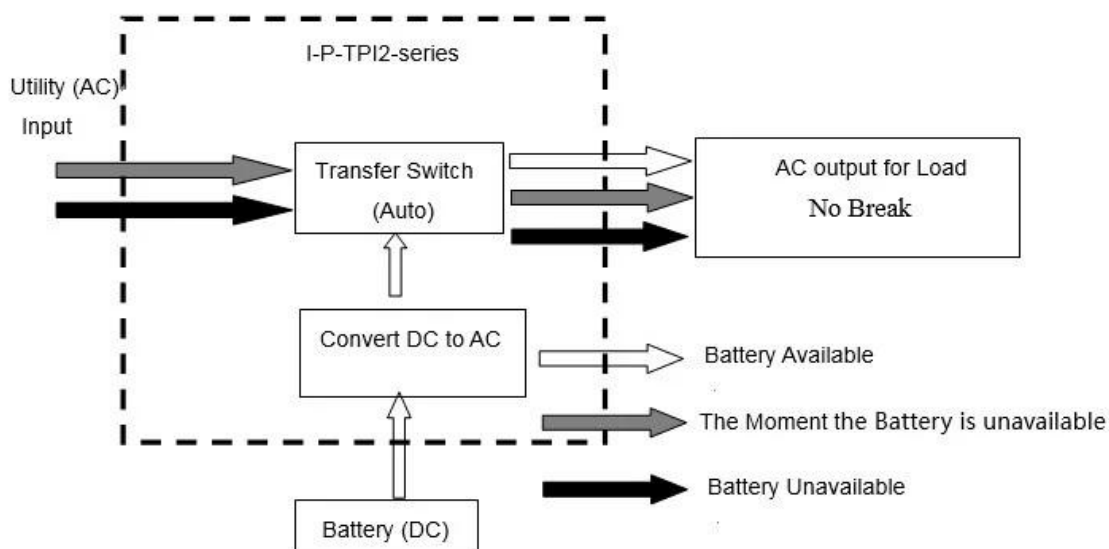 I-P-TPI2-series
Utility (AC)
Input
Transfer Switch
(Auto)
AC output for Load
No Break
Convert DC to AC
Battery Available
The Moment the Battery is unavailable
Battery Unavailable
Battery (DC)